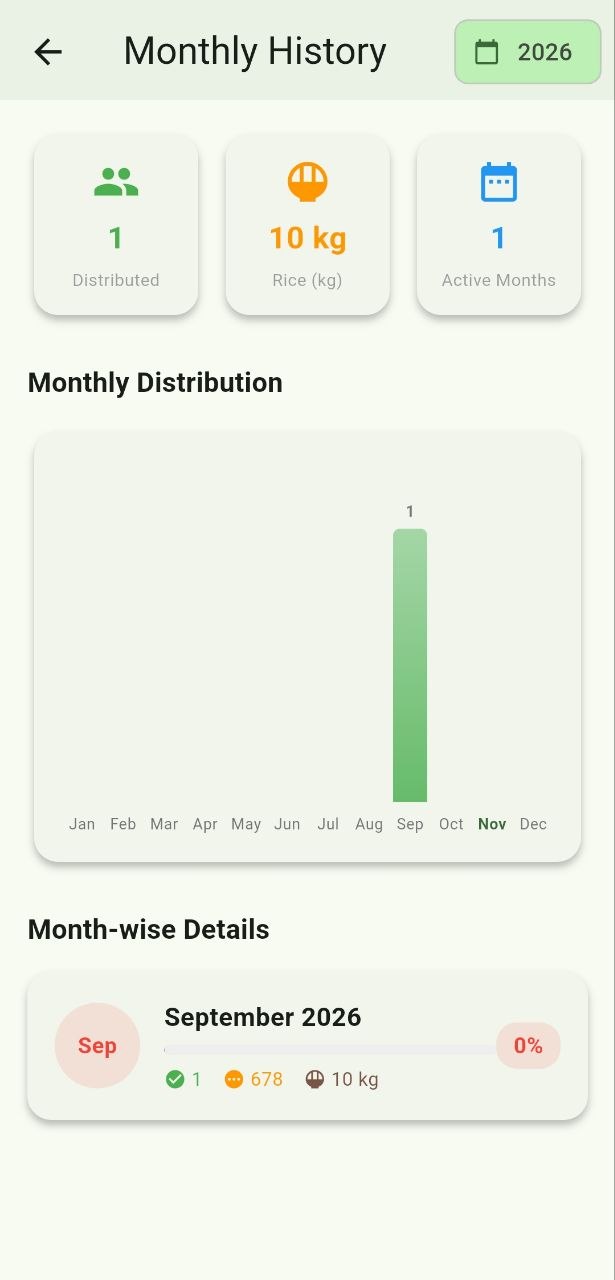 Monthly History
2026
1
Distributed
10 kg
Rice (kg)
1
Active Months
Monthly Distribution
1
Jan Feb Mar Apr May Jun Jul Aug Sep Oct Nov Dec
Month-wise Details
Sep
September 2026
0%
1 678 10 kg